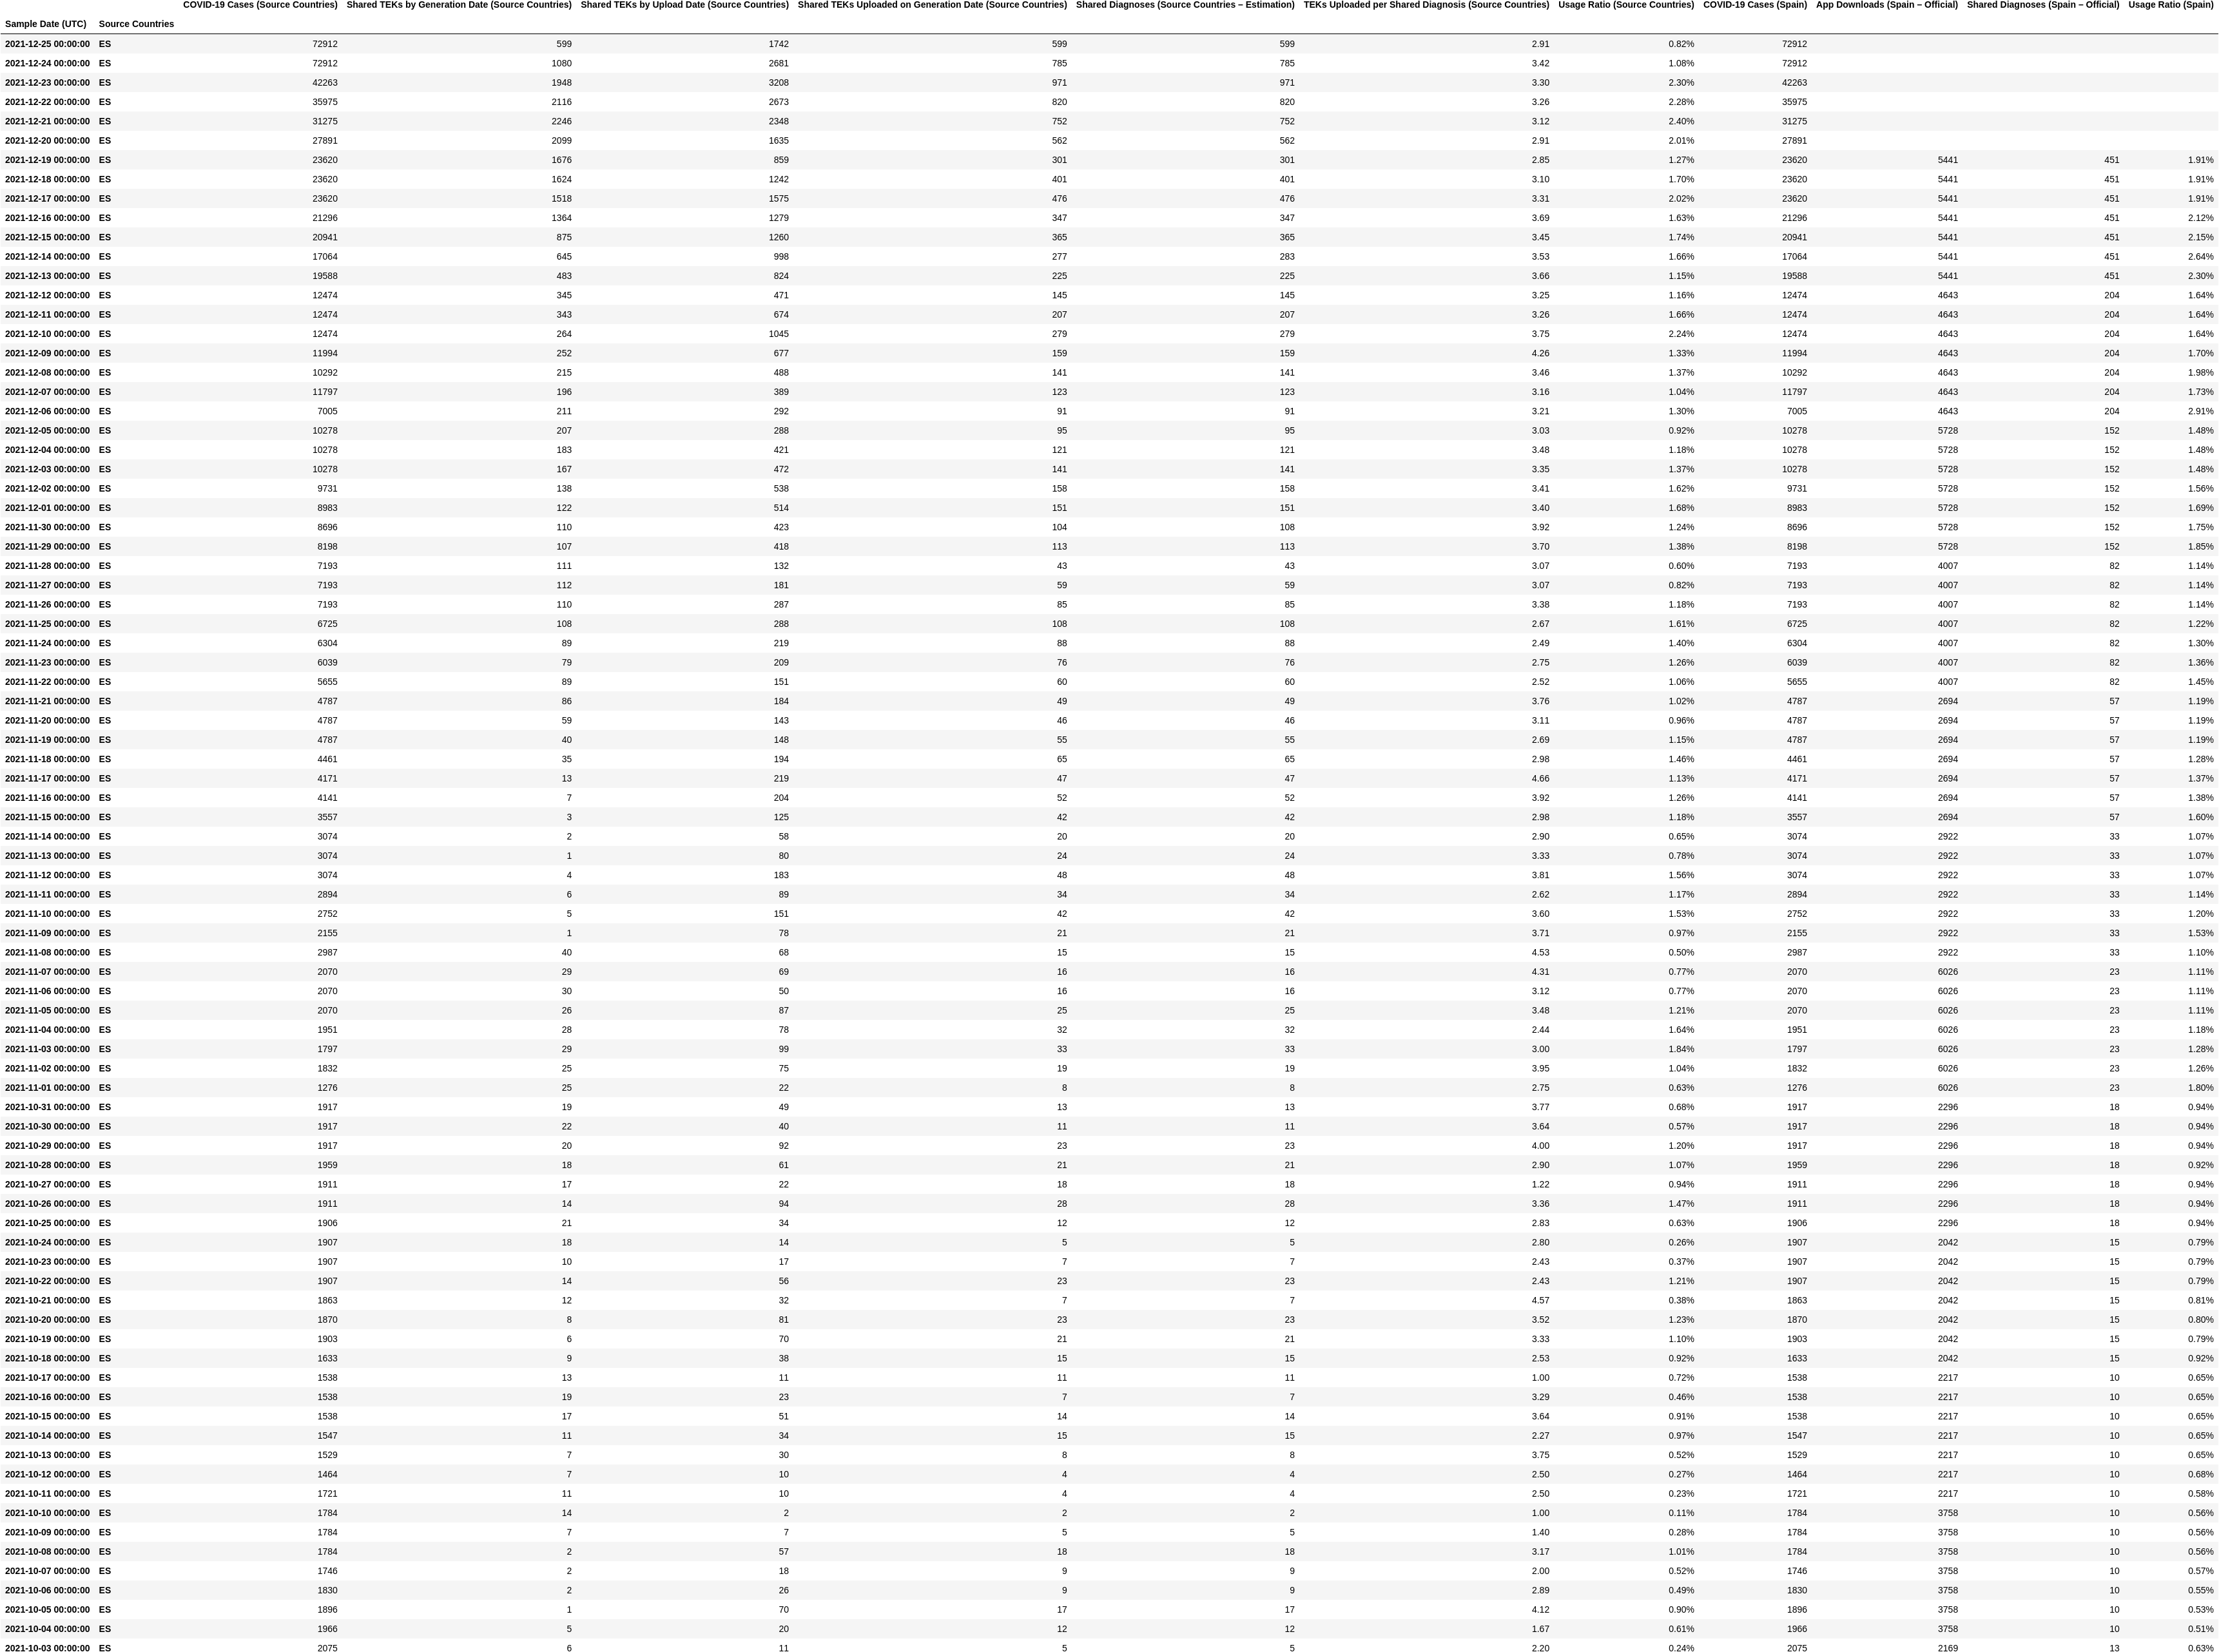 COVID-19 Cases (Source Countries) Shared TEKs by Generation Date (Source Countries) Shared TEKs by Upload Date (Source Countries) Shared TEKs Uploaded on Generation Date (Source Countries) Shared Diagnoses (Source Countries – Estimation) TEKs Uploaded per Shared Diagnosis (Source Countries) Usage Ratio (Source Countries) COVID-19 Cases (Spain) App Downloads (Spain – Official) Shared Diagnoses (Spain – Official) Usage Ratio (Spain)
Sample Date (UTC) Source Countries
2021-12-25 00:00:00 ES 72912 599 1742 599 599 2.91 0.82% 72912
2021-12-24 00:00:00 ES 72912 1080 2681 785 785 3.42 1.08% 72912
2021-12-23 00:00:00 ES 42263 1948 3208 971 971 3.30 2.30% 42263
2021-12-22 00:00:00 ES 35975 2116 2673 820 820 3.26 2.28% 35975
2021-12-21 00:00:00 ES 31275 2246 2348 752 752 3.12 2.40% 31275
2021-12-20 00:00:00 ES 27891 2099 1635 562 562 2.91 2.01% 27891
2021-12-19 00:00:00 ES 23620 1676 859 301 301 2.85 1.27% 23620 5441 451 1.91%
2021-12-18 00:00:00 ES 23620 1624 1242 401 401 3.10 1.70% 23620 5441 451 1.91%
2021-12-17 00:00:00 ES 23620 1518 1575 476 476 3.31 2.02% 23620 5441 451 1.91%
2021-12-16 00:00:00 ES 21296 1364 1279 347 347 3.69 1.63% 21296 5441 451 2.12%
2021-12-15 00:00:00 ES 20941 875 1260 365 365 3.45 1.74% 20941 5441 451 2.15%
2021-12-14 00:00:00 ES 17064 645 998 277 283 3.53 1.66% 17064 5441 451 2.64%
2021-12-13 00:00:00 ES 19588 483 824 225 225 3.66 1.15% 19588 5441 451 2.30%
2021-12-12 00:00:00 ES 12474 345 471 145 145 3.25 1.16% 12474 4643 204 1.64%
2021-12-11 00:00:00 ES 12474 343 674 207 207 3.26 1.66% 12474 4643 204 1.64%
2021-12-10 00:00:00 ES 12474 264 1045 279 279 3.75 2.24% 12474 4643 204 1.64%
2021-12-09 00:00:00 ES 11994 252 677 159 159 4.26 1.33% 11994 4643 204 1.70%
2021-12-08 00:00:00 ES 10292 215 488 141 141 3.46 1.37% 10292 4643 204 1.98%
2021-12-07 00:00:00 ES 11797 196 389 123 123 3.16 1.04% 11797 4643 204 1.73%
2021-12-06 00:00:00 ES 7005 211 292 91 91 3.21 1.30% 7005 4643 204 2.91%
2021-12-05 00:00:00 ES 10278 207 288 95 95 3.03 0.92% 10278 5728 152 1.48%
2021-12-04 00:00:00 ES 10278 183 421 121 121 3.48 1.18% 10278 5728 152 1.48%
2021-12-03 00:00:00 ES 10278 167 472 141 141 3.35 1.37% 10278 5728 152 1.48%
2021-12-02 00:00:00 ES 9731 138 538 158 158 3.41 1.62% 9731 5728 152 1.56%
2021-12-01 00:00:00 ES 8983 122 514 151 151 3.40 1.68% 8983 5728 152 1.69%
2021-11-30 00:00:00 ES 8696 110 423 104 108 3.92 1.24% 8696 5728 152 1.75%
2021-11-29 00:00:00 ES 8198 107 418 113 113 3.70 1.38% 8198 5728 152 1.85%
2021-11-28 00:00:00 ES 7193 111 132 43 43 3.07 0.60% 7193 4007 82 1.14%
2021-11-27 00:00:00 ES 7193 112 181 59 59 3.07 0.82% 7193 4007 82 1.14%
2021-11-26 00:00:00 ES 7193 110 287 85 85 3.38 1.18% 7193 4007 82 1.14%
2021-11-25 00:00:00 ES 6725 108 288 108 108 2.67 1.61% 6725 4007 82 1.22%
2021-11-24 00:00:00 ES 6304 89 219 88 88 2.49 1.40% 6304 4007 82 1.30%
2021-11-23 00:00:00 ES 6039 79 209 76 76 2.75 1.26% 6039 4007 82 1.36%
2021-11-22 00:00:00 ES 5655 89 151 60 60 2.52 1.06% 5655 4007 82 1.45%
2021-11-21 00:00:00 ES 4787 86 184 49 49 3.76 1.02% 4787 2694 57 1.19%
2021-11-20 00:00:00 ES 4787 59 143 46 46 3.11 0.96% 4787 2694 57 1.19%
2021-11-19 00:00:00 ES 4787 40 148 55 55 2.69 1.15% 4787 2694 57 1.19%
2021-11-18 00:00:00 ES 4461 35 194 65 65 2.98 1.46% 4461 2694 57 1.28%
2021-11-17 00:00:00 ES 4171 13 219 47 47 4.66 1.13% 4171 2694 57 1.37%
2021-11-16 00:00:00 ES 4141 7 204 52 52 3.92 1.26% 4141 2694 57 1.38%
2021-11-15 00:00:00 ES 3557 3 125 42 42 2.98 1.18% 3557 2694 57 1.60%
2021-11-14 00:00:00 ES 3074 2 58 20 20 2.90 0.65% 3074 2922 33 1.07%
2021-11-13 00:00:00 ES 3074 1 80 24 24 3.33 0.78% 3074 2922 33 1.07%
2021-11-12 00:00:00 ES 3074 4 183 48 48 3.81 1.56% 3074 2922 33 1.07%
2021-11-11 00:00:00 ES 2894 6 89 34 34 2.62 1.17% 2894 2922 33 1.14%
2021-11-10 00:00:00 ES 2752 5 151 42 42 3.60 1.53% 2752 2922 33 1.20%
2021-11-09 00:00:00 ES 2155 1 78 21 21 3.71 0.97% 2155 2922 33 1.53%
2021-11-08 00:00:00 ES 2987 40 68 15 15 4.53 0.50% 2987 2922 33 1.10%
2021-11-07 00:00:00 ES 2070 29 69 16 16 4.31 0.77% 2070 6026 23 1.11%
2021-11-06 00:00:00 ES 2070 30 50 16 16 3.12 0.77% 2070 6026 23 1.11%
2021-11-05 00:00:00 ES 2070 26 87 25 25 3.48 1.21% 2070 6026 23 1.11%
2021-11-04 00:00:00 ES 1951 28 78 32 32 2.44 1.64% 1951 6026 23 1.18%
2021-11-03 00:00:00 ES 1797 29 99 33 33 3.00 1.84% 1797 6026 23 1.28%
2021-11-02 00:00:00 ES 1832 25 75 19 19 3.95 1.04% 1832 6026 23 1.26%
2021-11-01 00:00:00 ES 1276 25 22 8 8 2.75 0.63% 1276 6026 23 1.80%
2021-10-31 00:00:00 ES 1917 19 49 13 13 3.77 0.68% 1917 2296 18 0.94%
2021-10-30 00:00:00 ES 1917 22 40 11 11 3.64 0.57% 1917 2296 18 0.94%
2021-10-29 00:00:00 ES 1917 20 92 23 23 4.00 1.20% 1917 2296 18 0.94%
2021-10-28 00:00:00 ES 1959 18 61 21 21 2.90 1.07% 1959 2296 18 0.92%
2021-10-27 00:00:00 ES 1911 17 22 18 18 1.22 0.94% 1911 2296 18 0.94%
2021-10-26 00:00:00 ES 1911 14 94 28 28 3.36 1.47% 1911 2296 18 0.94%
2021-10-25 00:00:00 ES 1906 21 34 12 12 2.83 0.63% 1906 2296 18 0.94%
2021-10-24 00:00:00 ES 1907 18 14 5 5 2.80 0.26% 1907 2042 15 0.79%
2021-10-23 00:00:00 ES 1907 10 17 7 7 2.43 0.37% 1907 2042 15 0.79%
2021-10-22 00:00:00 ES 1907 14 56 23 23 2.43 1.21% 1907 2042 15 0.79%
2021-10-21 00:00:00 ES 1863 12 32 7 7 4.57 0.38% 1863 2042 15 0.81%
2021-10-20 00:00:00 ES 1870 8 81 23 23 3.52 1.23% 1870 2042 15 0.80%
2021-10-19 00:00:00 ES 1903 6 70 21 21 3.33 1.10% 1903 2042 15 0.79%
2021-10-18 00:00:00 ES 1633 9 38 15 15 2.53 0.92% 1633 2042 15 0.92%
2021-10-17 00:00:00 ES 1538 13 11 11 11 1.00 0.72% 1538 2217 10 0.65%
2021-10-16 00:00:00 ES 1538 19 23 7 7 3.29 0.46% 1538 2217 10 0.65%
2021-10-15 00:00:00 ES 1538 17 51 14 14 3.64 0.91% 1538 2217 10 0.65%
2021-10-14 00:00:00 ES 1547 11 34 15 15 2.27 0.97% 1547 2217 10 0.65%
2021-10-13 00:00:00 ES 1529 7 30 8 8 3.75 0.52% 1529 2217 10 0.65%
2021-10-12 00:00:00 ES 1464 7 10 4 4 2.50 0.27% 1464 2217 10 0.68%
2021-10-11 00:00:00 ES 1721 11 10 4 4 2.50 0.23% 1721 2217 10 0.58%
2021-10-10 00:00:00 ES 1784 14 2 2 2 1.00 0.11% 1784 3758 10 0.56%
2021-10-09 00:00:00 ES 1784 7 7 5 5 1.40 0.28% 1784 3758 10 0.56%
2021-10-08 00:00:00 ES 1784 2 57 18 18 3.17 1.01% 1784 3758 10 0.56%
2021-10-07 00:00:00 ES 1746 2 18 9 9 2.00 0.52% 1746 3758 10 0.57%
2021-10-06 00:00:00 ES 1830 2 26 9 9 2.89 0.49% 1830 3758 10 0.55%
2021-10-05 00:00:00 ES 1896 1 70 17 17 4.12 0.90% 1896 3758 10 0.53%
2021-10-04 00:00:00 ES 1966 5 20 12 12 1.67 0.61% 1966 3758 10 0.51%
2021-10-03 00:00:00 ES 2075 6 11 5 5 2.20 0.24% 2075 2169 13 0.63%